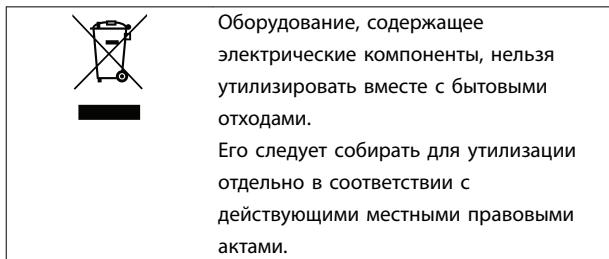 Оборудование, содержащее
электрические компоненты, нельзя
утилизировать вместе с бытовыми
отходами.
Его следует собирать для утилизации
отдельно в соответствии с
действующими местными правовыми
актами.